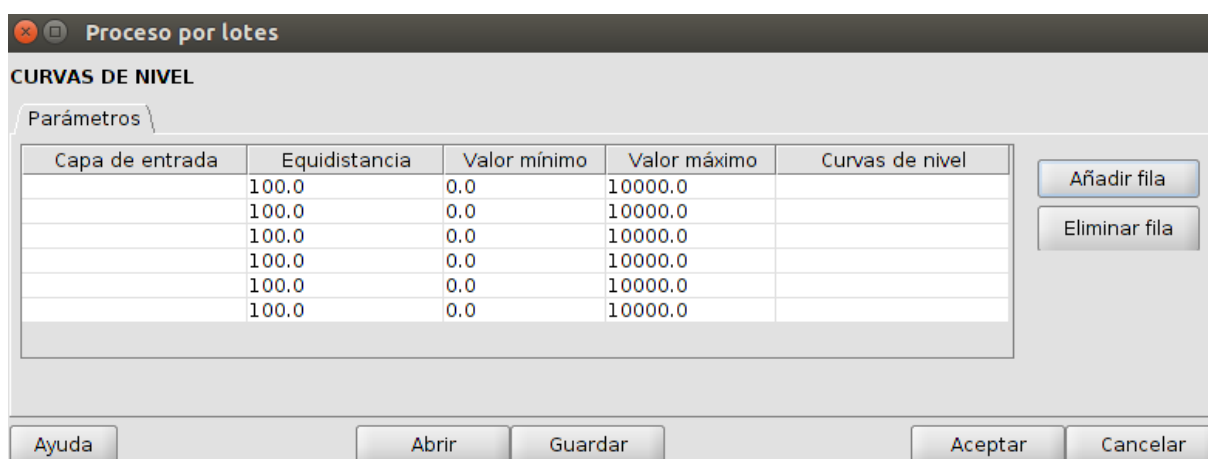 Proceso por lotes
CURVAS DE NIVEL
Parámetros
Capa de entrada Equidistancia Valor mínimo Valor máximo Curvas de nivel
100.0 0.0 10000.0
100.0 0.0 10000.0
100.0 0.0 10000.0
100.0 0.0 10000.0
100.0 0.0 10000.0
100.0 0.0 10000.0
Añadir fila
Eliminar fila
Ayuda Abrir Guardar Aceptar Cancelar